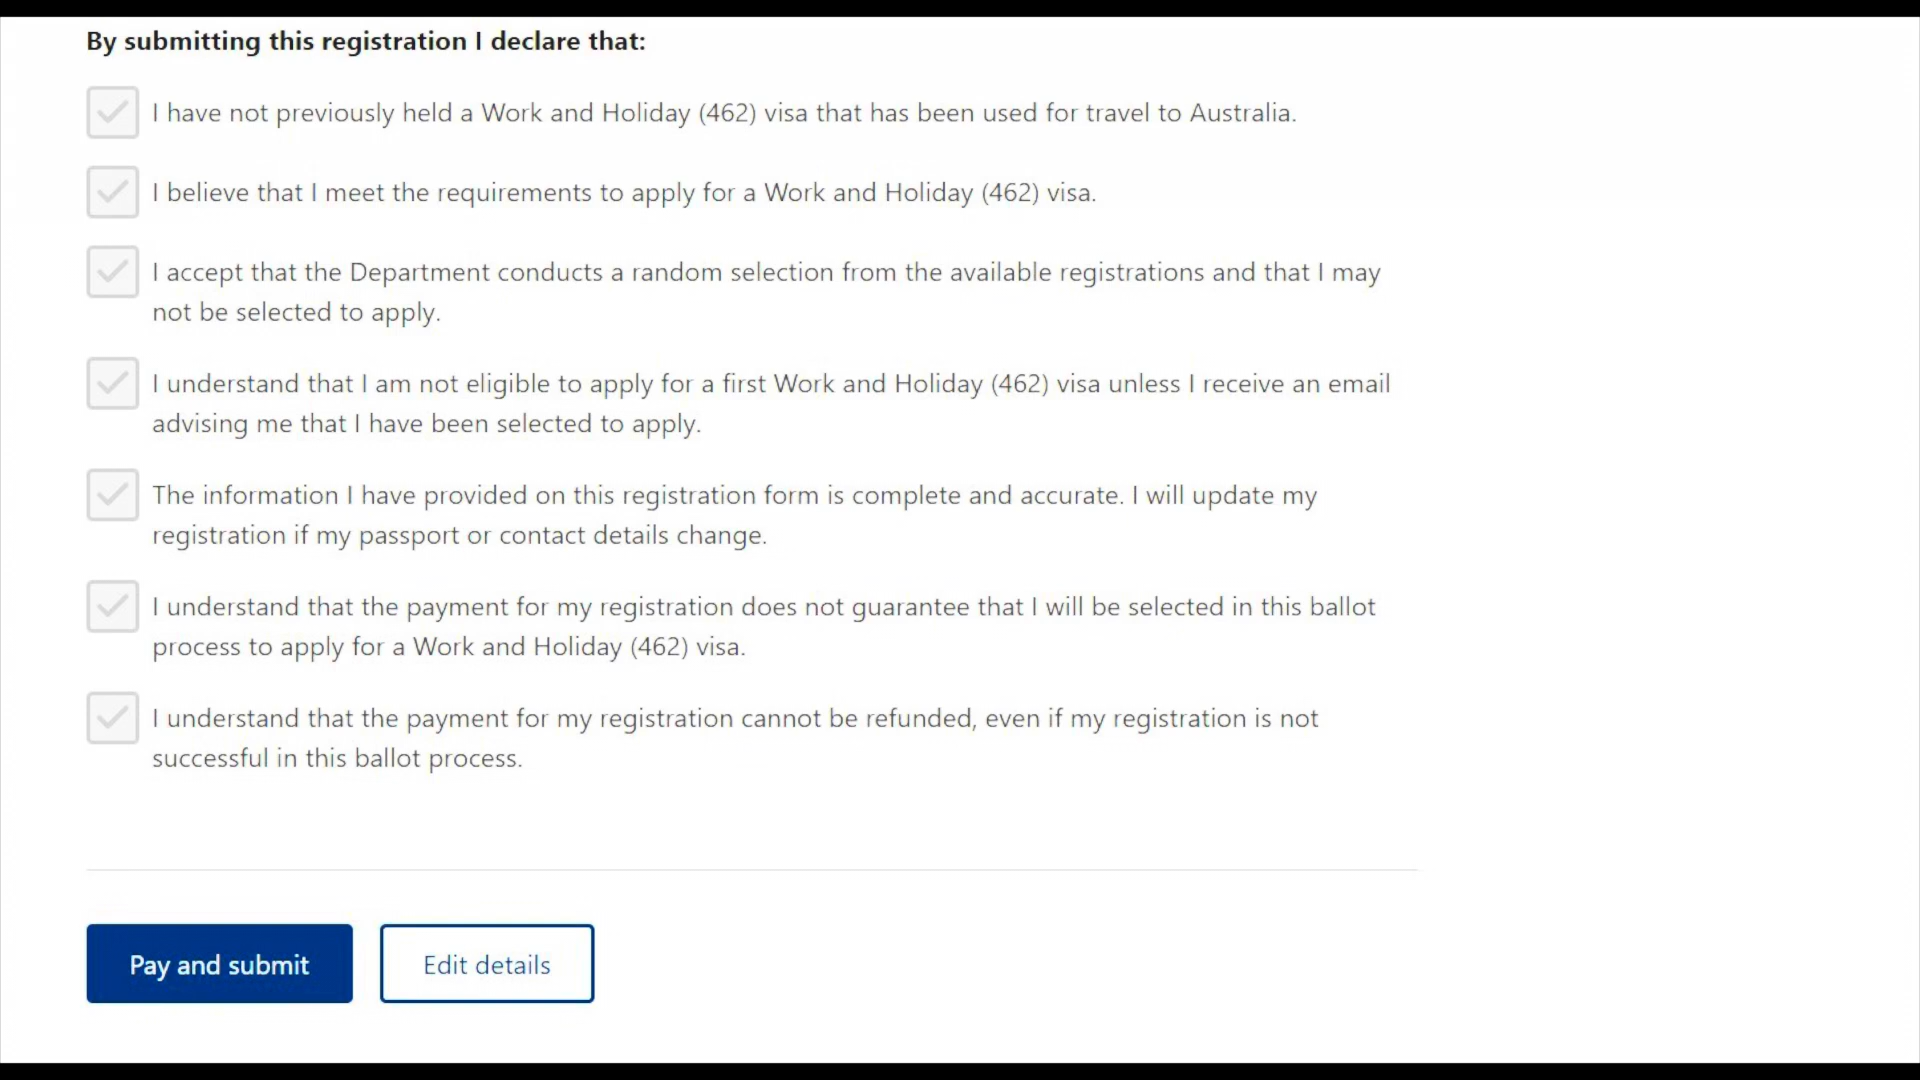 By submitting this registration I declare that:
I have not previously held a Work and Holiday (462) visa that has been used for travel to Australia.
I believe that I meet the requirements to apply for a Work and Holiday (462) visa.
I accept that the Department conducts a random selection from the available registrations and that I may
not be selected to apply.
I understand that I am not eligible to apply for a first Work and Holiday (462) visa unless I receive an email
advising me that I have been selected to apply.
The information I have provided on this registration form is complete and accurate. I will update my
registration if my passport or contact details change.
I understand that the payment for my registration does not guarantee that I will be selected in this ballot
process to apply for a Work and Holiday (462) visa.
I understand that the payment for my registration cannot be refunded, even if my registration is not
successful in this ballot process.
Pay and submit
Edit details